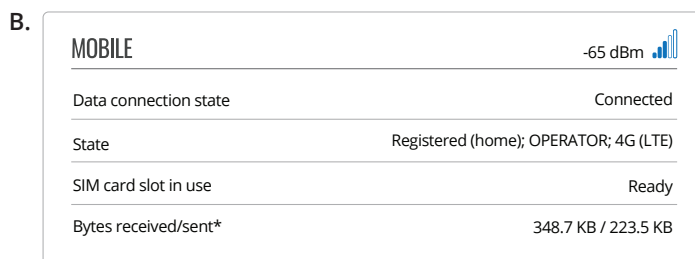 B.
MOBILE -65 dBm
Data connection state Connected
State Registered (home); OPERATOR; 4G (LTE)
SIM card slot in use Ready
Bytes received/sent* 348.7 KB / 223.5 KB